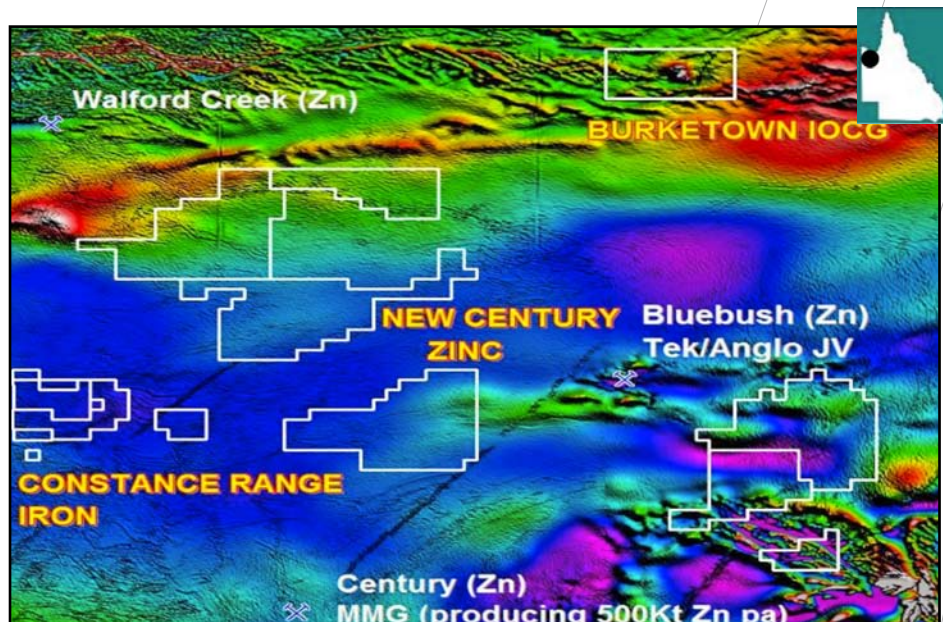 Walford Creek (Zn)
BURKETOWN IOCG
NEW CENTURY
ZINC
Bluebush (Zn)
Tek/Anglo JV
CONSTANCE RANGE
IRON
Century (Zn)
MMG (producing 500Kt Zn pa)